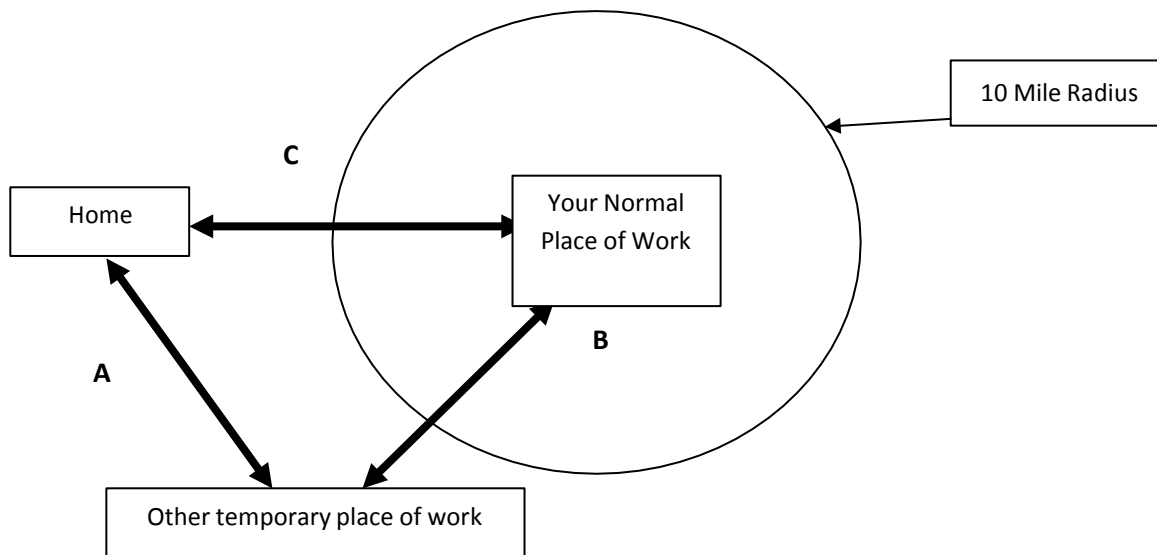 10 Mile Radius
C
Home
Your Normal
Place of Work
B
A
Other temporary place of work